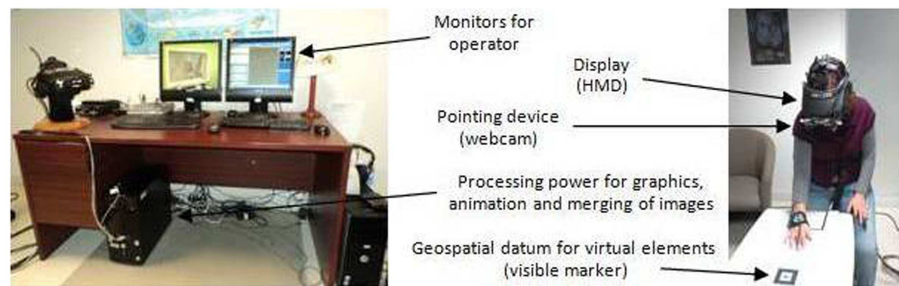 Monitors for
operator
Display
(HMD)
Pointing device
(webcam)
Processing power for graphics,
animation and merging of images
Geospatial datum for virtual elements
(visible marker)